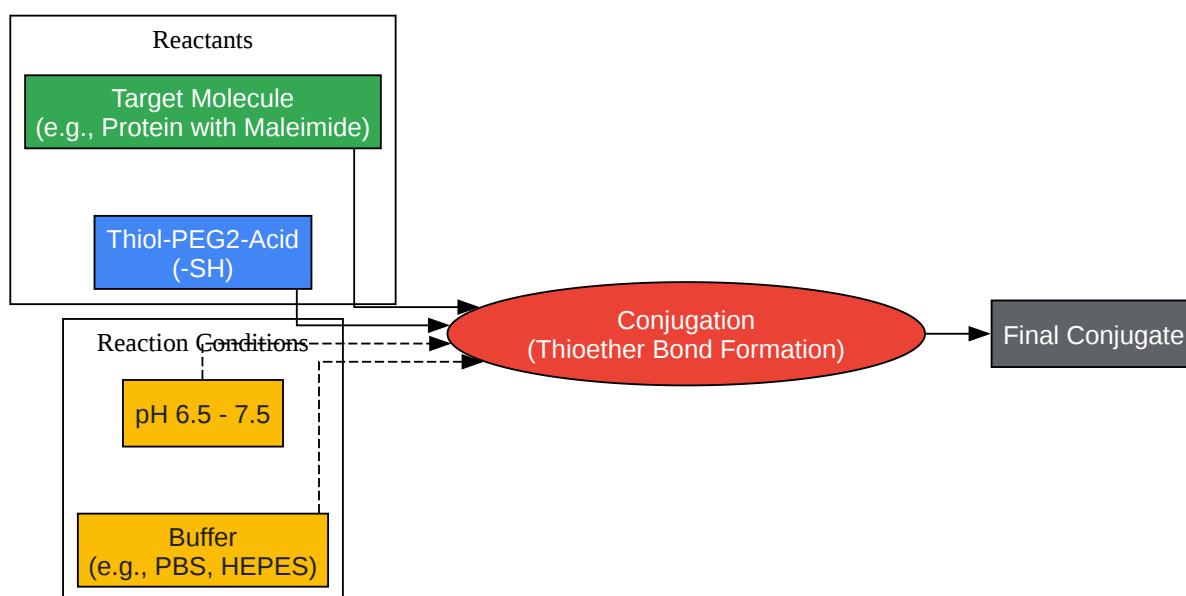 Reactants
Target Molecule
(e.g., Protein with Maleimide)
Thiol-PEG2-Acid
(-SH)
Reaction Conditions
pH 6.5 - 7.5
Buffer
(e.g., PBS, HEPES)
Conjugation
(Thioether Bond Formation)
Final Conjugate